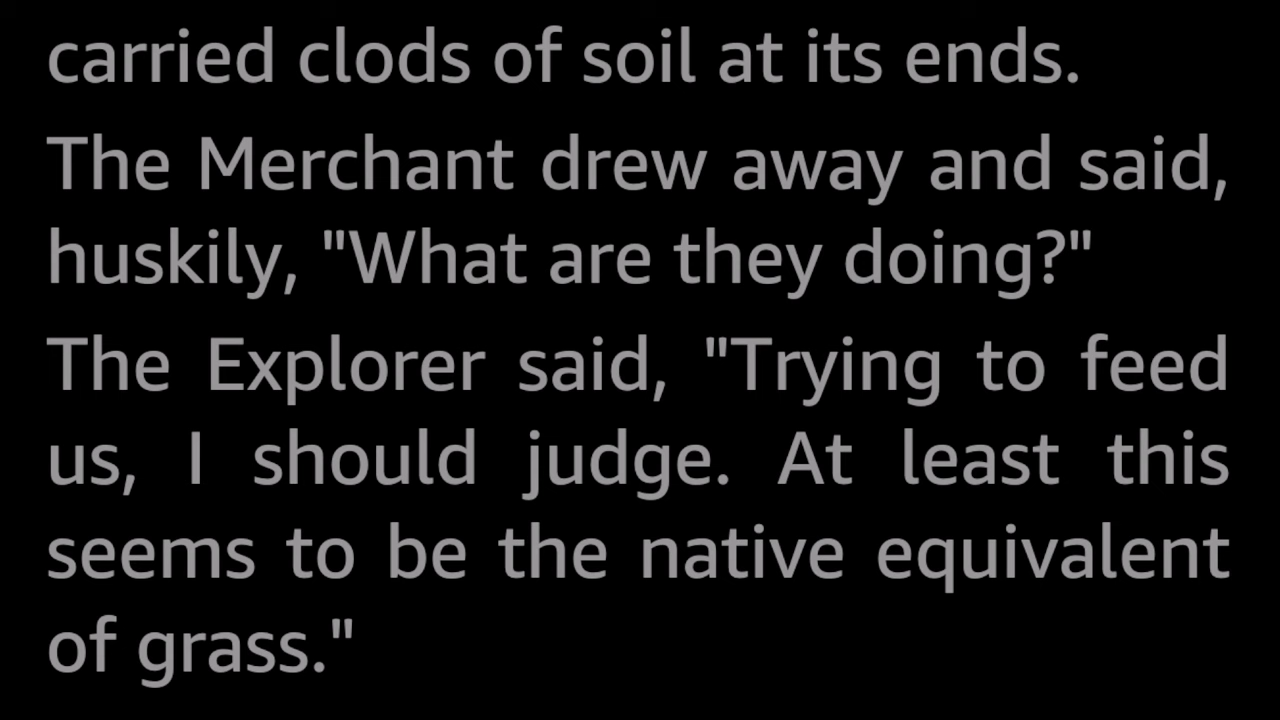 carried clods of soil at its ends.
The Merchant drew away and said,
huskily, "What are they doing?"
The Explorer said, "Trying to feed
us, I should judge. At least this
seems to be the native equivalent
of grass."